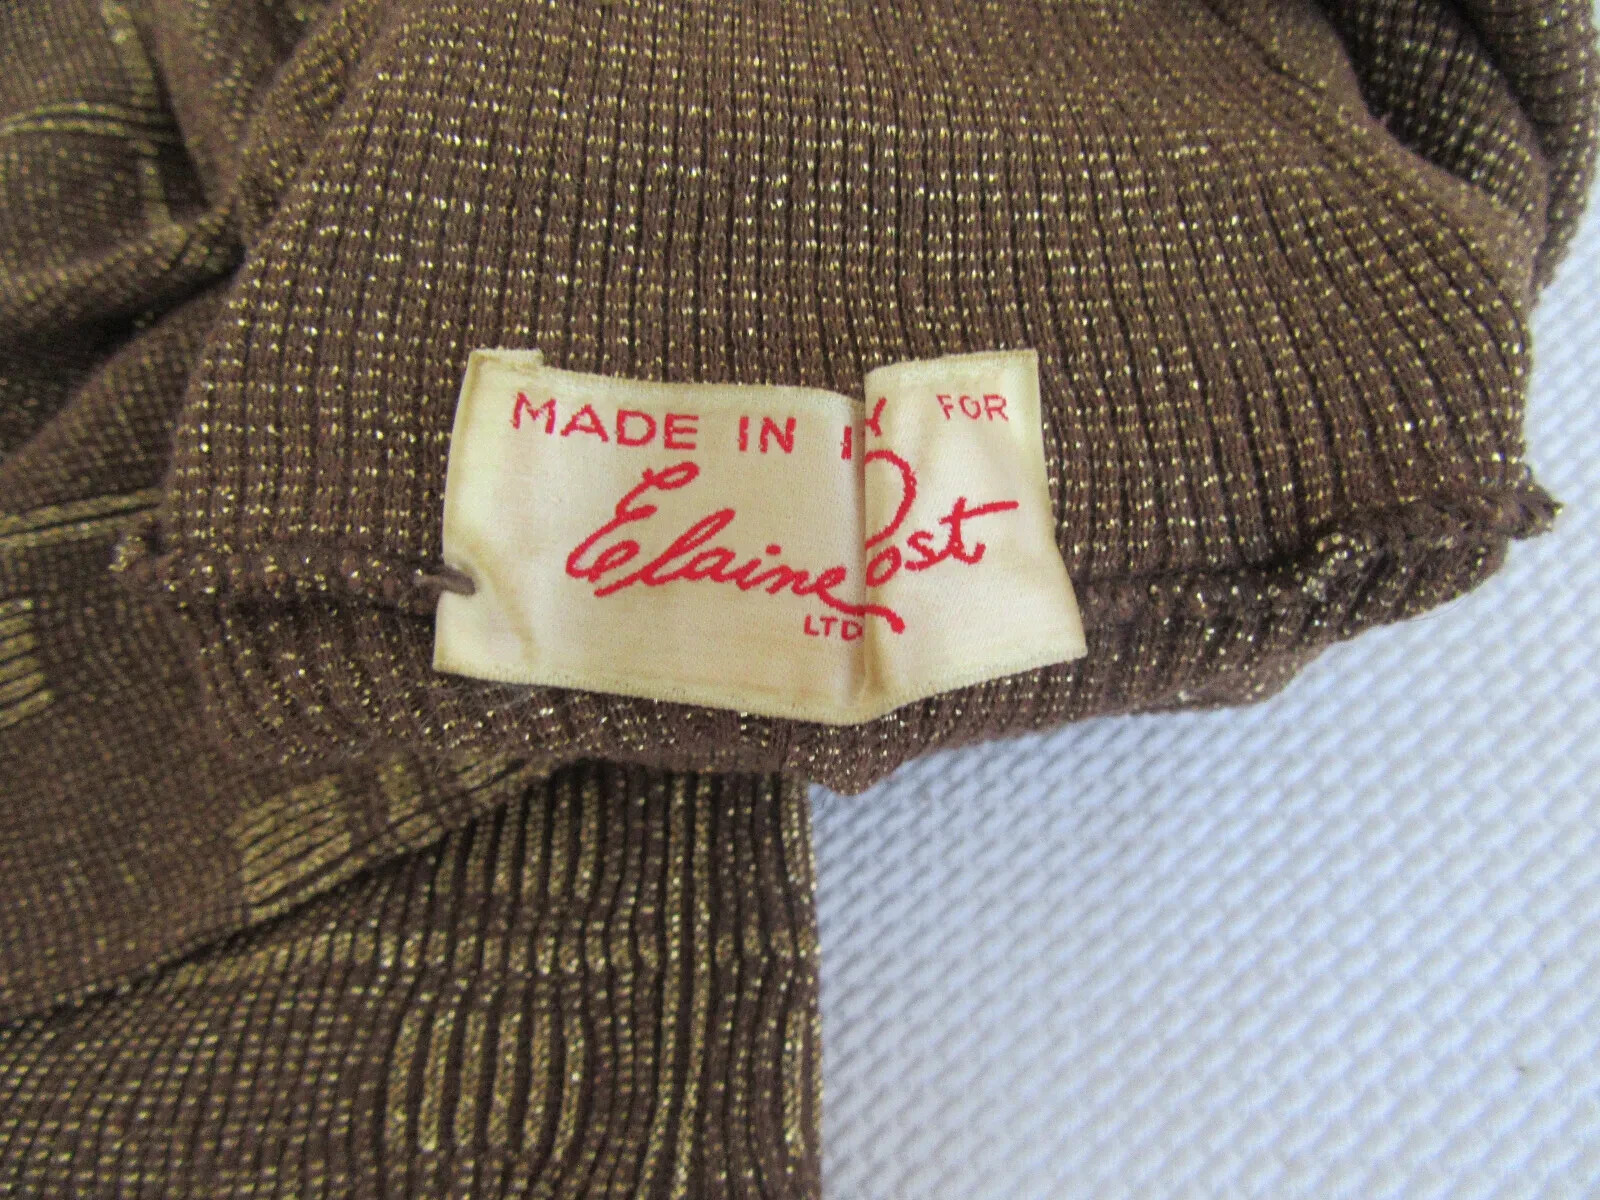 MADE IN FOR
Elaine Post
LTD